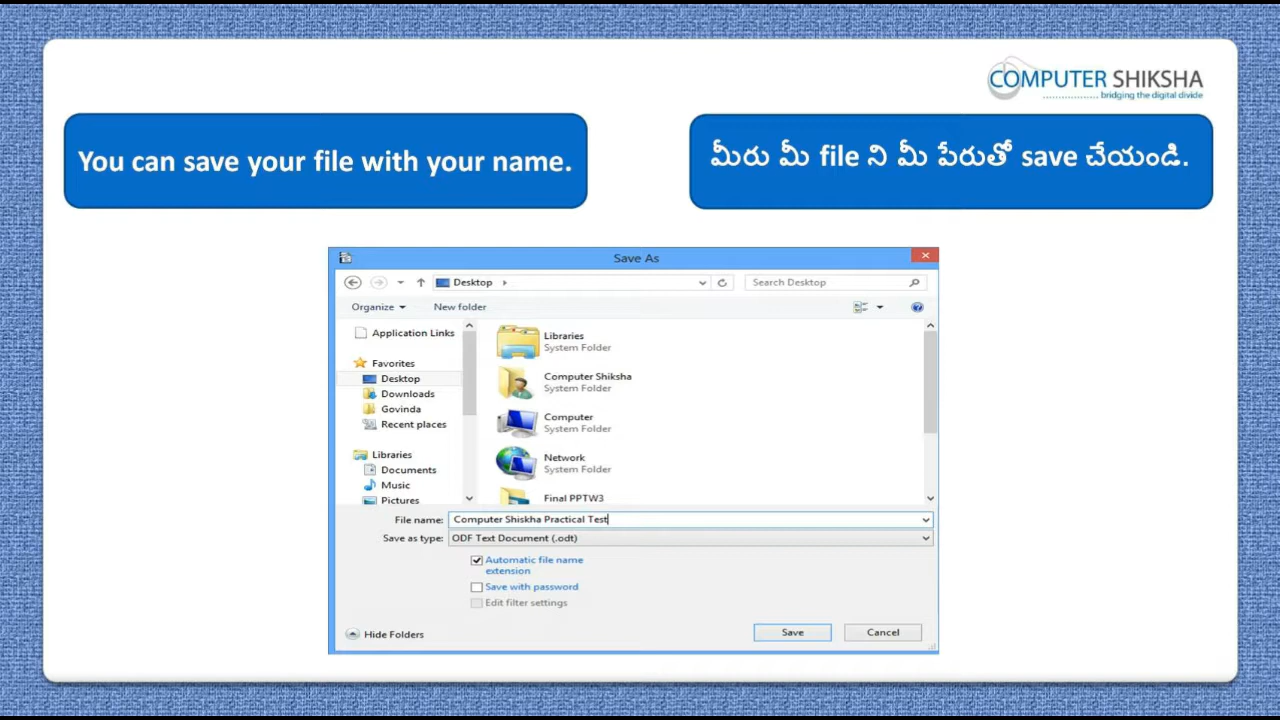 COMPUTER SHIKSHA
bridging the digital divide
You can save your file with your name.
మీరు మీ file ని మీ పేరుతో save చేయండి.
Save As
Desktop
Search Desktop
Organize
New folder
Application Links
Favorites
Desktop
Downloads
Govinda
Recent places
Libraries
Documents
Music
Pictures
Libraries
System Folder
Computer Shiksha
System Folder
Computer
System Folder
Network
System Folder
Final PPTW3
File name: Computer Shiskha Practical Test
Save as type: ODF Text Document (.odt)
Automatic file name
extension
Save with password
Edit filter settings
Hide Folders
Save
Cancel